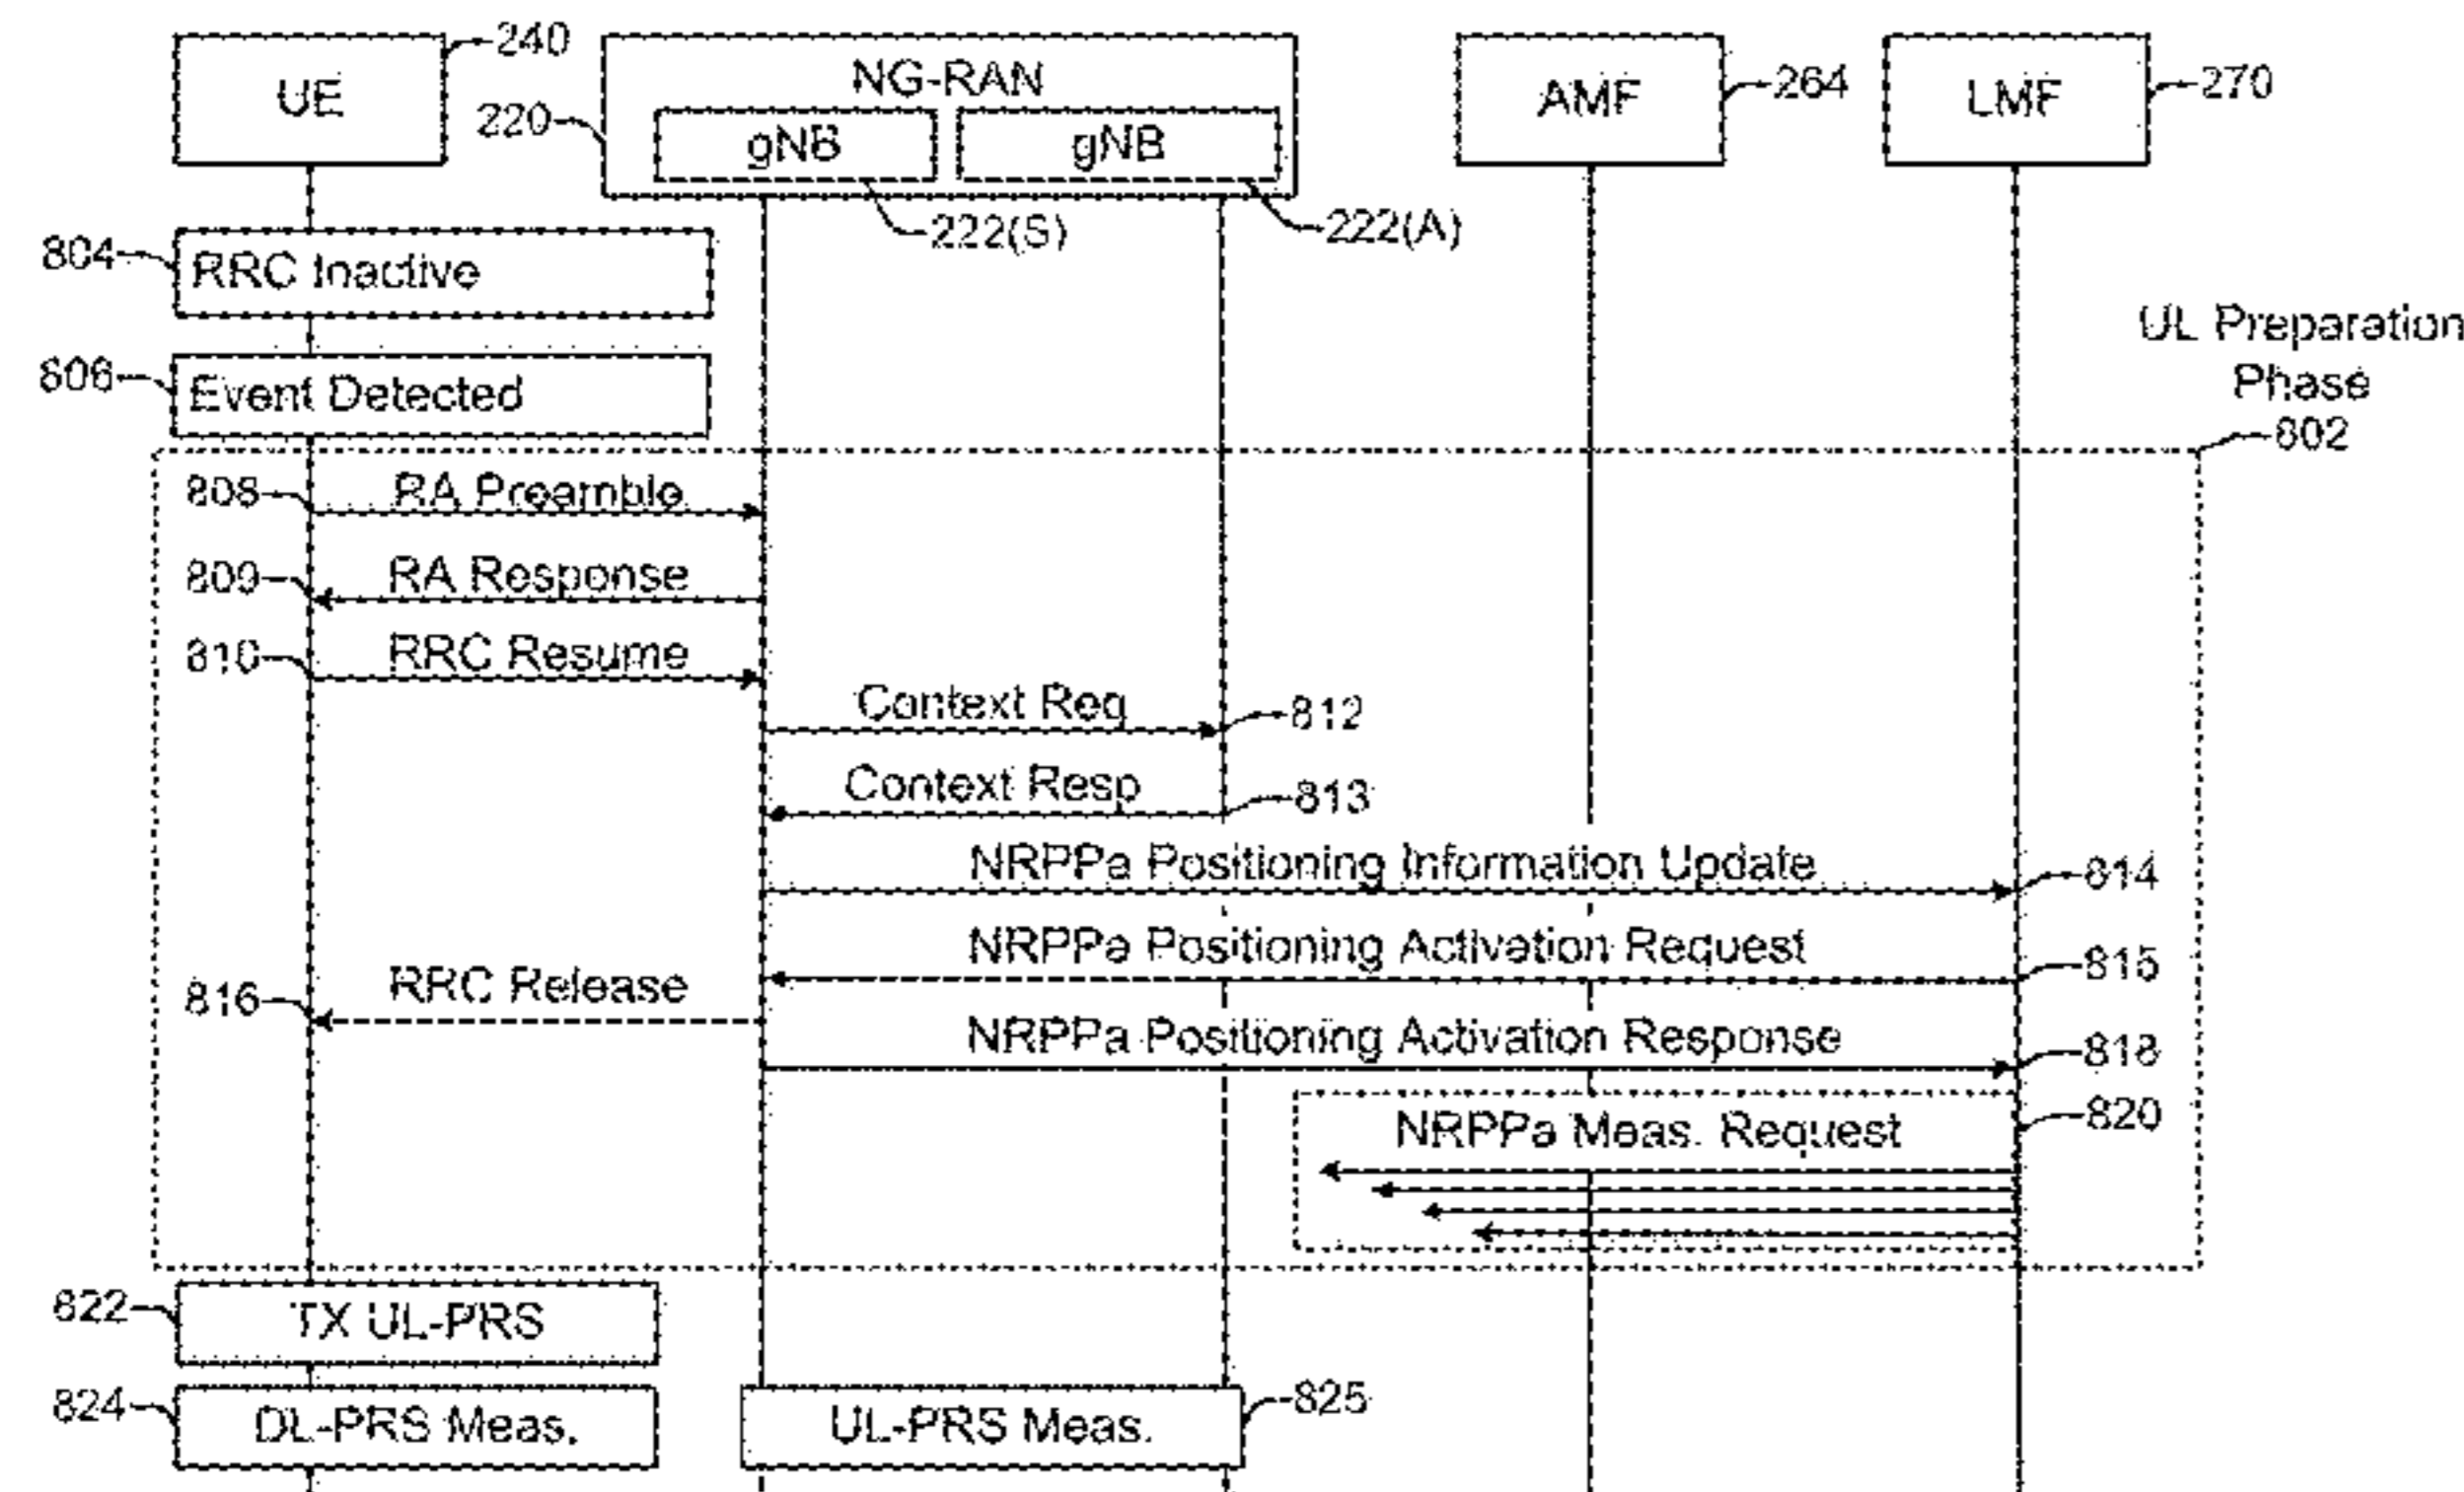 240
UE
NG-RAN
220
gNB
gNB
AMF
264
LMF
270
222(S)
222(A)
804
RRC Inactive
806
Event Detected
UL Preparation
Phase
802
808
RA Preamble
809
RA Response
810
RRC Resume
Context Req
812
Context Resp
813
NRPPa Positioning Information Update
814
NRPPa Positioning Activation Request
815
816
RRC Release
NRPPa Positioning Activation Response
818
NRPPa Meas. Request
820
822
TX UL-PRS
824
DL-PRS Meas.
UL-PRS Meas.
825